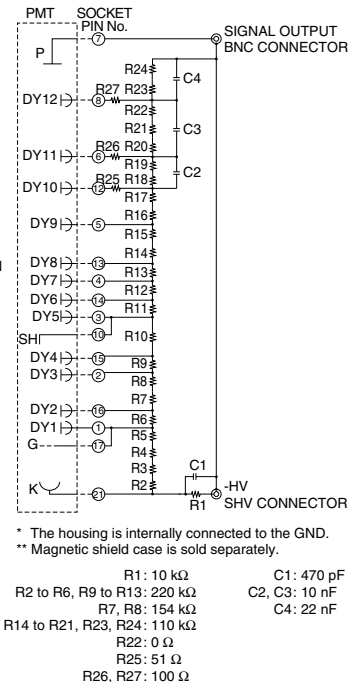 PMT
SOCKET
PIN No.
7
SIGNAL OUTPUT
BNC CONNECTOR
P
R24
C4
R27 R23
DY12
8
R22
R21
C3
R26 R20
DY11
6
R19
C2
R25 R18
DY10
12
R17
R16
DY9
5
R15
R14
DY8
13
R13
DY7
4
R12
DY6
14
R11
DY5
3
10
SH
R10
DY4
15
R9
DY3
2
R8
R7
DY2
16
R6
DY1
1
R5
G
17
R4
R3
C1
R2
-HV
K
21
R1
SHV CONNECTOR
* The housing is internally connected to the GND.
** Magnetic shield case is sold separately.
R1: 10 kΩ
C1: 470 pF
R2 to R6, R9 to R13: 220 kΩ
C2, C3: 10 nF
R7, R8: 154 kΩ
C4: 22 nF
R14 to R21, R23, R24: 110 kΩ
R22: 0 Ω
R25: 51 Ω
R26, R27: 100 Ω